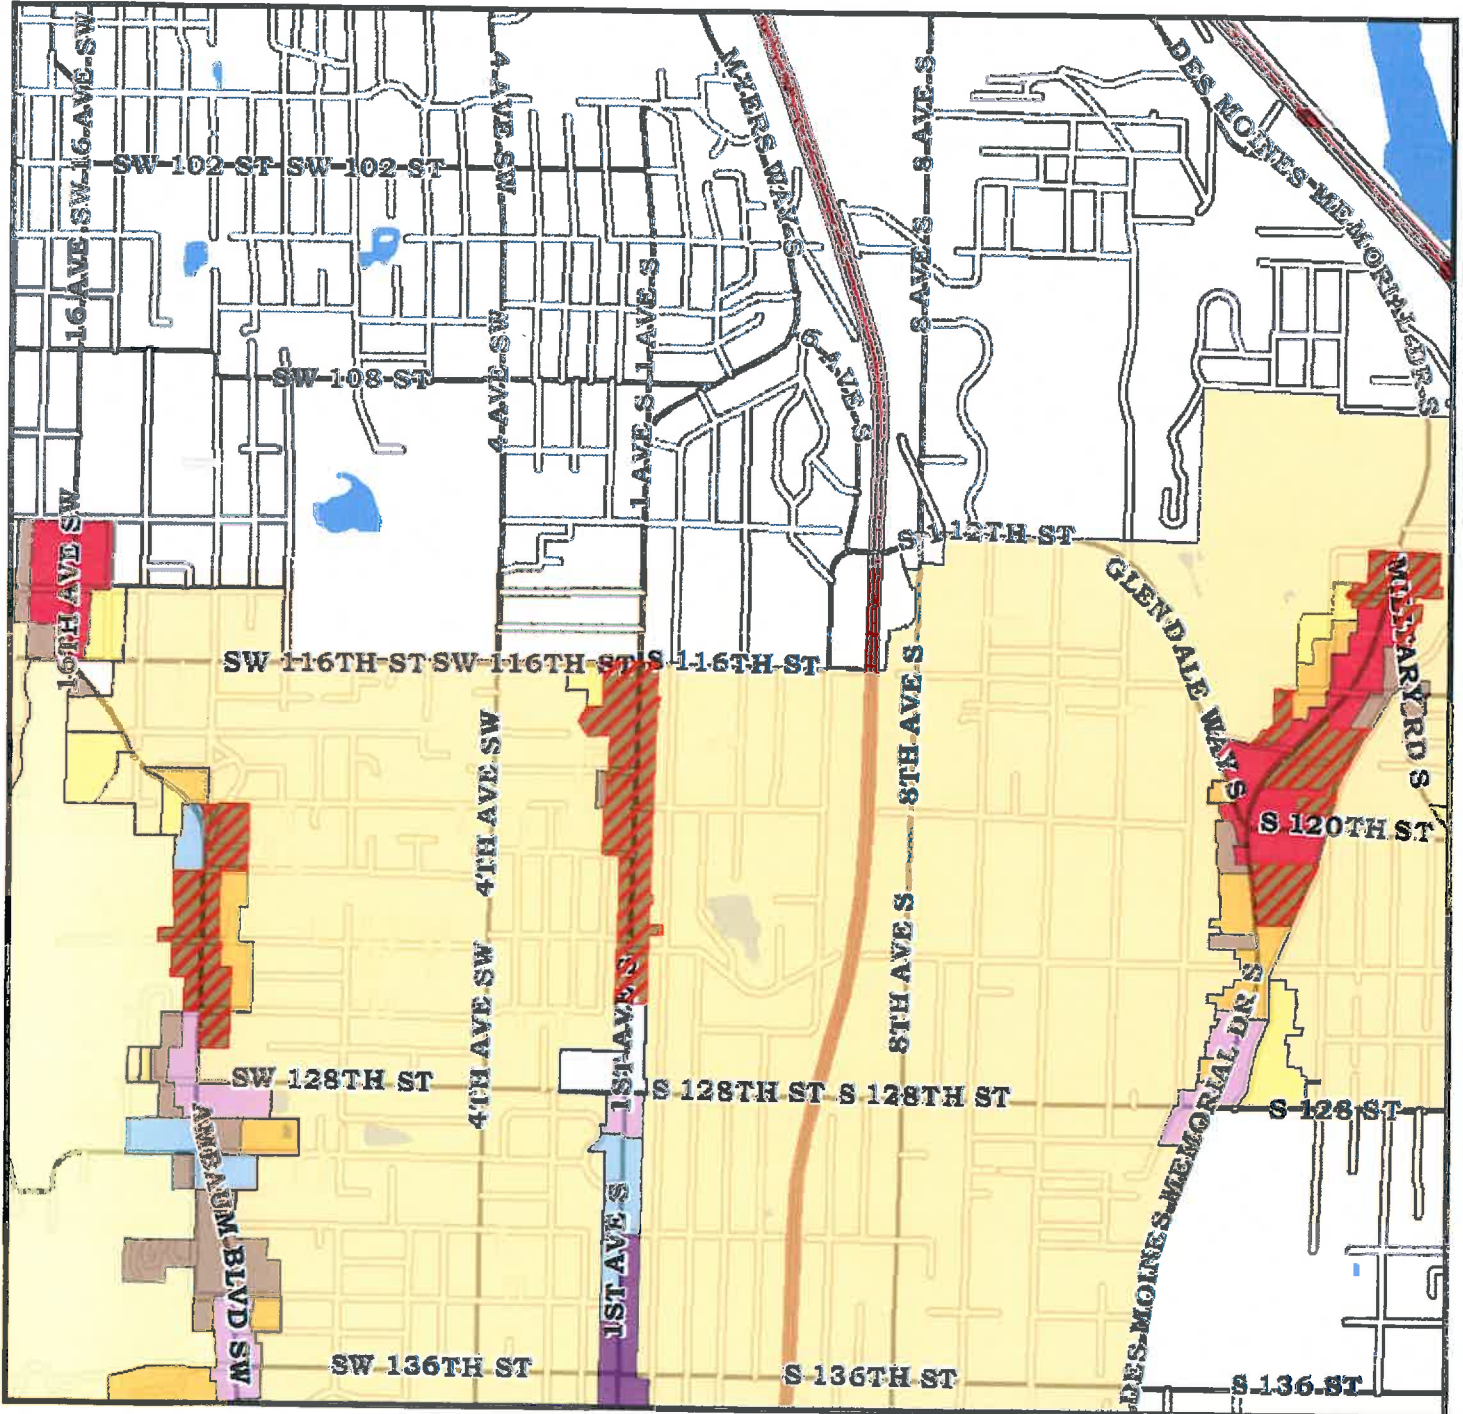 16 AVE SW 16 AVE SW
4 AVE SW
MYERS WAY S
8 AVE S 8 AVE S
DES MOINES MEMORIAL DR S
SW 102 ST SW 102 ST
4 AVE SW
1 AVE S 1 AVE S
6 AVE S
SW 108 ST
16TH AVE SW
S 112TH ST
GLENDALE WAY S
MILITARY RD S
SW 116TH ST SW 116TH ST S 116TH ST
4TH AVE SW 4TH AVE SW
8TH AVE S 8TH AVE S
S 120TH ST
1ST AVE S
SW 128TH ST
S 128TH ST S 128TH ST
S 128 ST
AMBAUM BLVD SW
1ST AVE S
DES MOINES MEMORIAL DR S
SW 136TH ST
S 136TH ST
S 136 ST